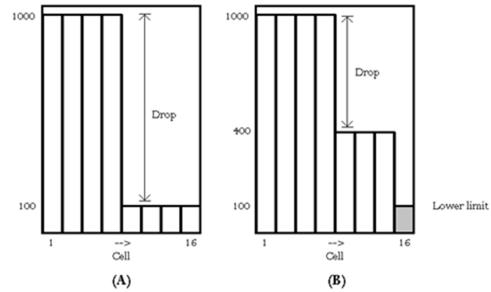 1000
Drop
100
1 --> 16
Cell
(A)
1000
Drop
400
100
Lower limit
1 --> 16
Cell
(B)